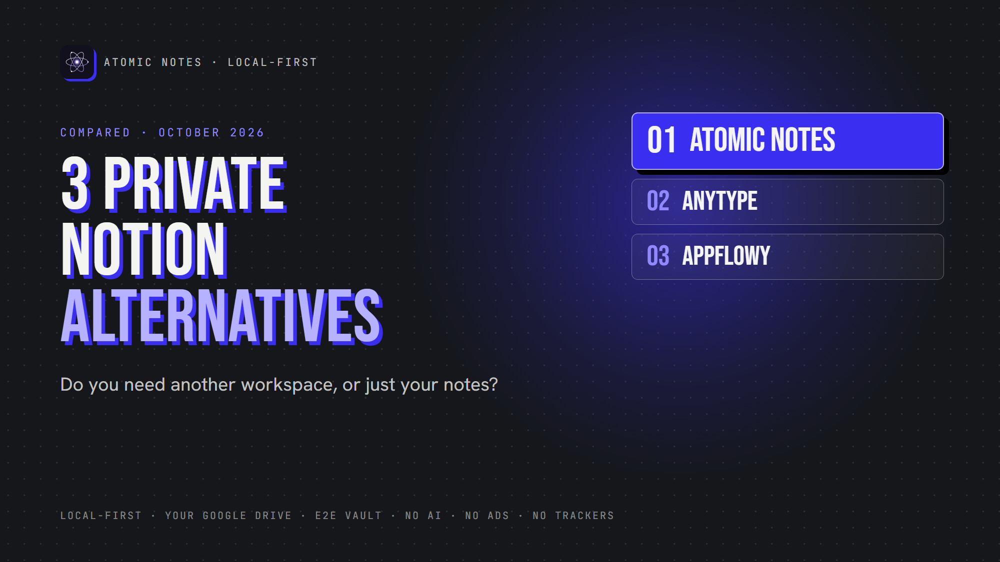 ATOMIC NOTES · LOCAL-FIRST
COMPARED · OCTOBER 2026
3 PRIVATE
NOTION
ALTERNATIVES
Do you need another workspace, or just your notes?
01 ATOMIC NOTES
02 ANYTYPE
03 APPFLOWY
LOCAL-FIRST · YOUR GOOGLE DRIVE · E2E VAULT · NO AI · NO ADS · NO TRACKERS